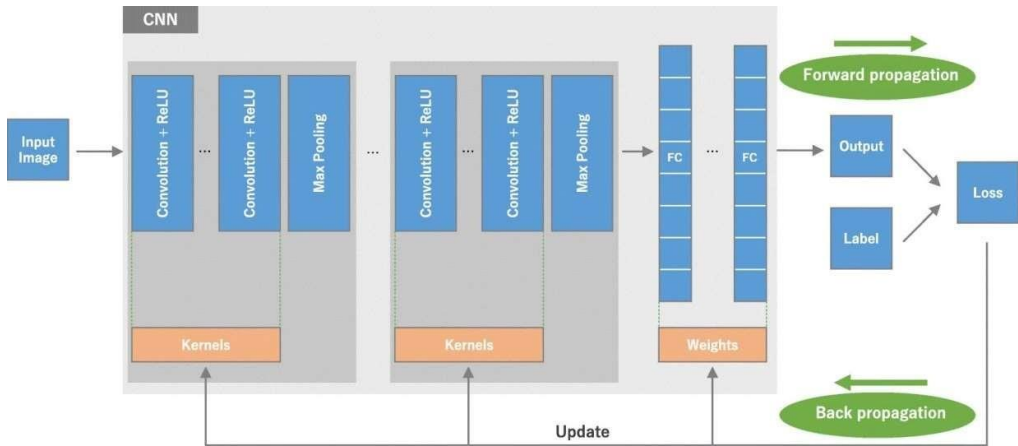 CNN
Forward propagation
Input
Image
Convolution + ReLU
...
Convolution + ReLU
Max Pooling
...
Convolution + ReLU
...
Convolution + ReLU
Max Pooling
FC
...
FC
Output
Label
Loss
Kernels
Kernels
Weights
Back propagation
Update